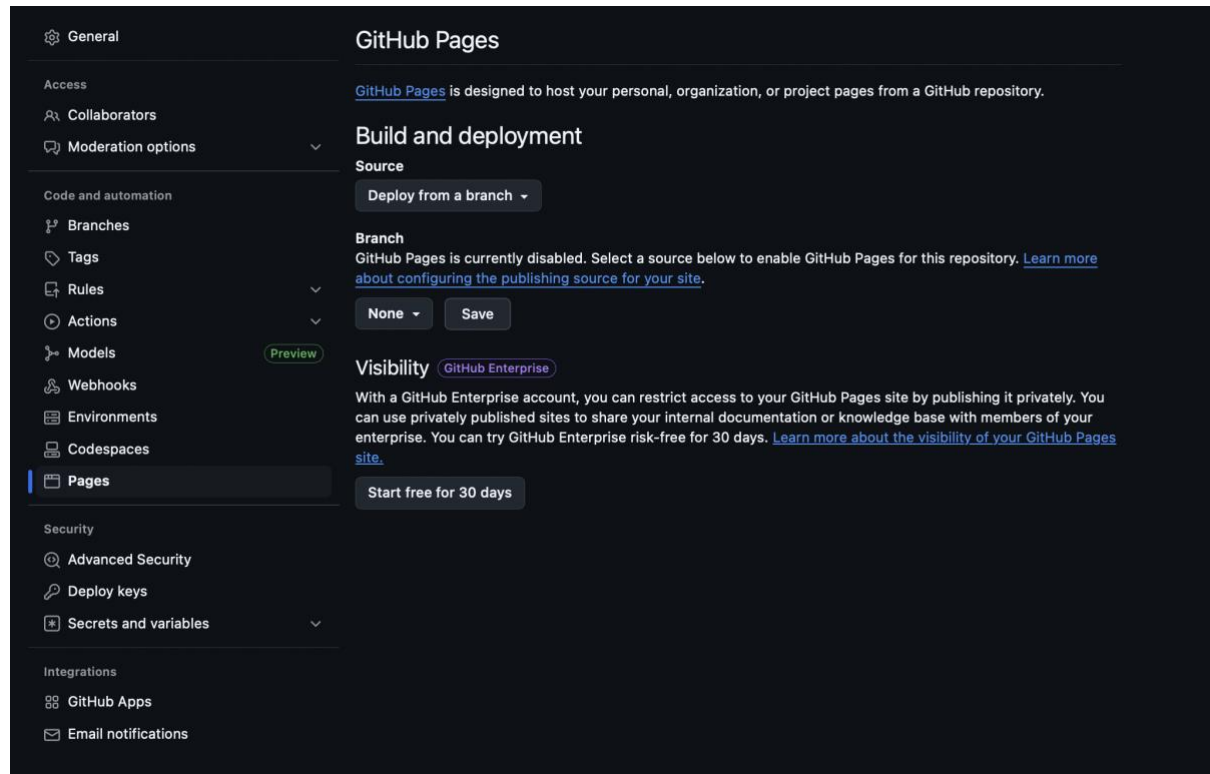 General
Access
Collaborators
Moderation options
Code and automation
Branches
Tags
Rules
Actions
Models
Preview
Webhooks
Environments
Codespaces
Pages
Security
Advanced Security
Deploy keys
Secrets and variables
Integrations
GitHub Apps
Email notifications
GitHub Pages
GitHub Pages is designed to host your personal, organization, or project pages from a GitHub repository.
Build and deployment
Source
Deploy from a branch
Branch
GitHub Pages is currently disabled. Select a source below to enable GitHub Pages for this repository. Learn more
about configuring the publishing source for your site.
None
Save
Visibility
GitHub Enterprise
With a GitHub Enterprise account, you can restrict access to your GitHub Pages site by publishing it privately. You
can use privately published sites to share your internal documentation or knowledge base with members of your
enterprise. You can try GitHub Enterprise risk-free for 30 days. Learn more about the visibility of your GitHub Pages
site.
Start free for 30 days